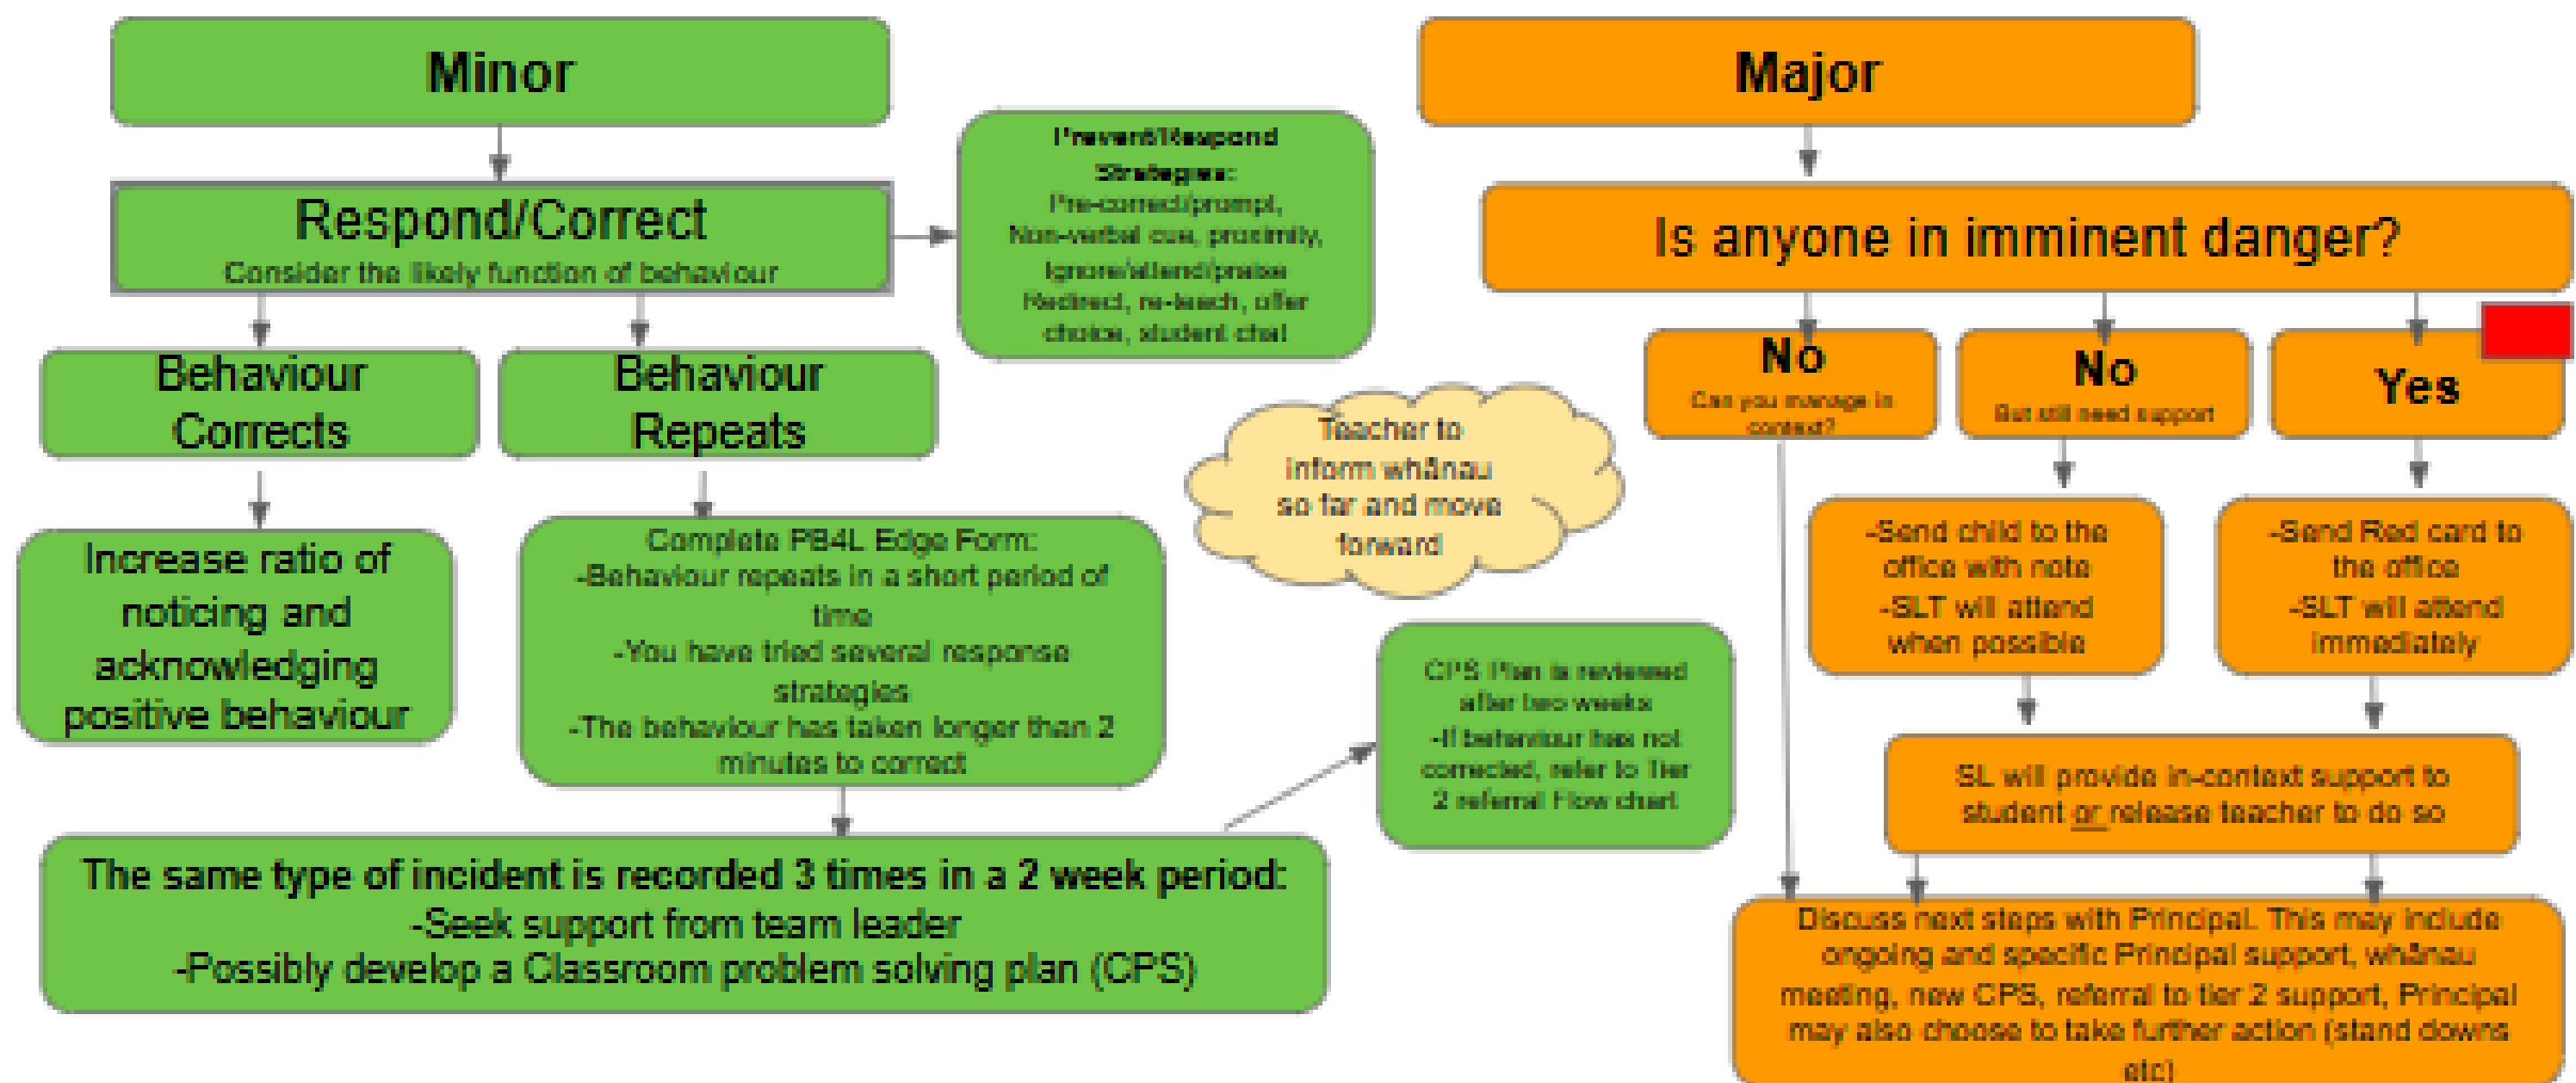 Minor
Respond/Correct
Consider the likely function of behaviour
Prevent/Respond
Strategies:
Pre-correct/prompt,
Non-verbal cue, proximity,
Ignore/attend/praise
Redirect, re-teach, offer
choice, student chat
Behaviour
Corrects
Behaviour
Repeats
Increase ratio of
noticing and
acknowledging
positive behaviour
Complete PB4L Edge Form:
-Behaviour repeats in a short period of
time
-You have tried several response
strategies
-The behaviour has taken longer than 2
minutes to correct
The same type of incident is recorded 3 times in a 2 week period:
-Seek support from team leader
-Possibly develop a Classroom problem solving plan (CPS)
CPS Plan is reviewed
after two weeks
-If behaviour has not
corrected, refer to Tier
2 referral Flow chart
Teacher to
inform whānau
so far and move
forward
Major
Is anyone in imminent danger?
No
Can you manage in
context?
No
But still need support
Yes
-Send child to the
office with note
-SLT will attend
when possible
-Send Red card to
the office
-SLT will attend
immediately
SL will provide in-context support to
student or release teacher to do so
Discuss next steps with Principal. This may include
ongoing and specific Principal support, whānau
meeting, new CPS, referral to tier 2 support, Principal
may also choose to take further action (stand downs
etc)